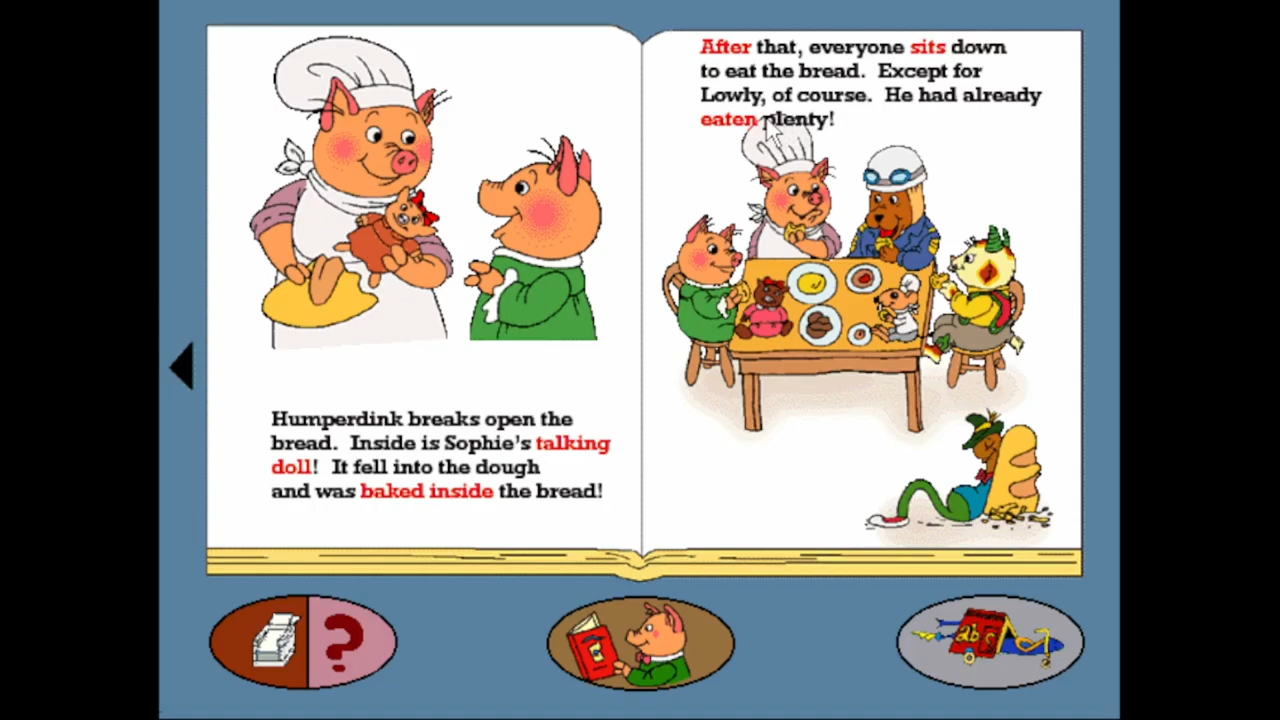 Humperdink breaks open the
bread. Inside is Sophie's talking
doll! It fell into the dough
and was baked inside the bread!
After that, everyone sits down
to eat the bread. Except for
Lowly, of course. He had already
eaten plenty!
?
abc